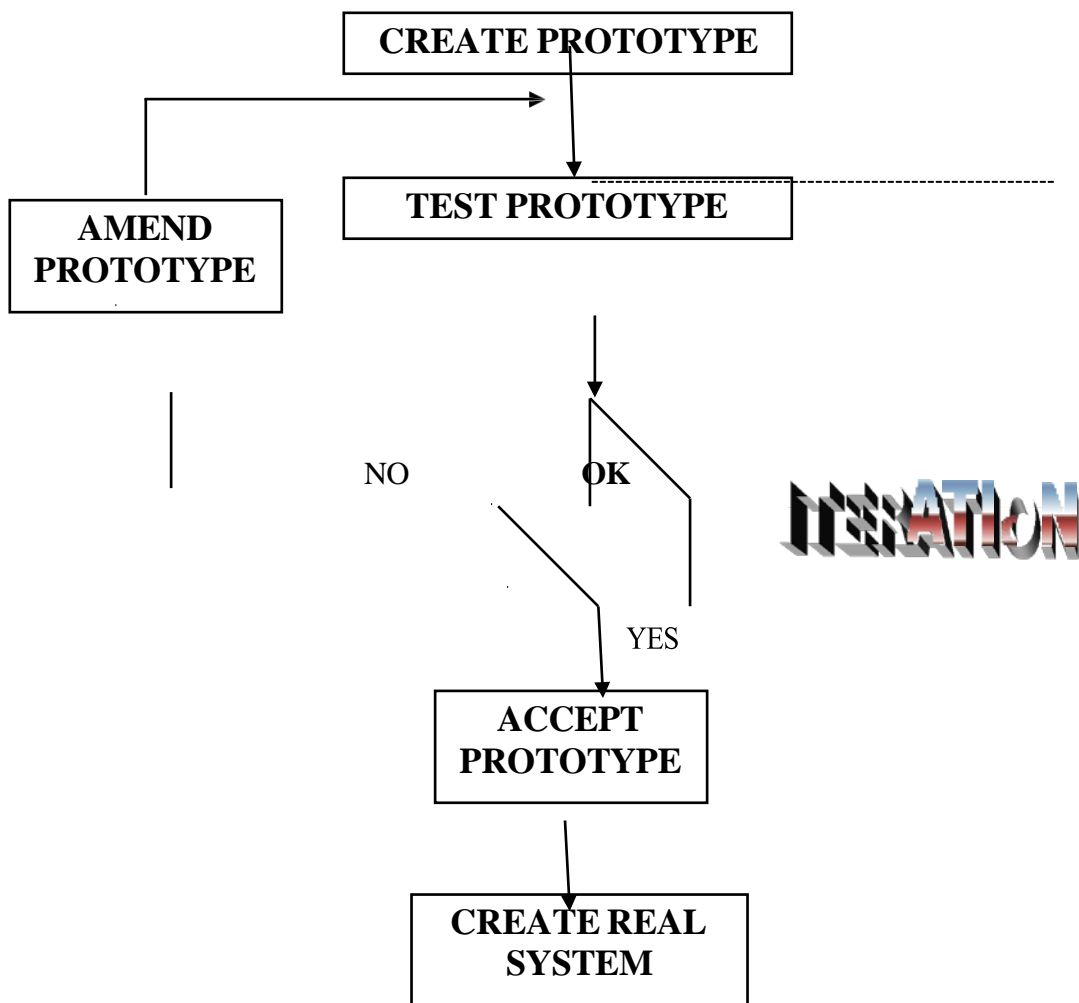 CREATE PROTOTYPE
TEST PROTOTYPE
AMEND
PROTOTYPE
NO
OK
ITERATION
YES
ACCEPT
PROTOTYPE
CREATE REAL
SYSTEM